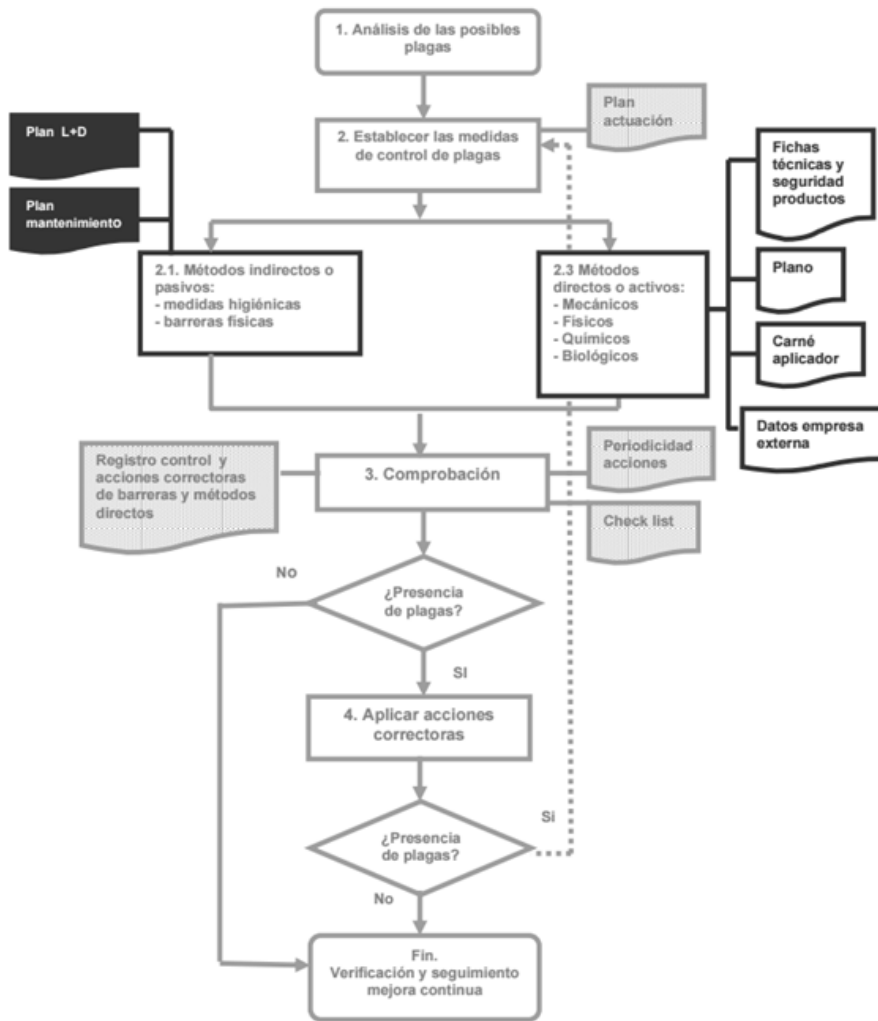 1. Análisis de las posibles
plagas
Plan
actuación
Plan L+D
2. Establecer las medidas
de control de plagas
Fichas
técnicas y
seguridad
productos
Plan
mantenimiento
2.1. Métodos indirectos o
pasivos:
- medidas higiénicas
- barreras físicas
2.3 Métodos
directos o activos:
- Mecánicos
- Físicos
- Químicos
- Biológicos
Plano
Carné
aplicador
Datos empresa
externa
Registro control y
acciones correctoras
de barreras y métodos
directos
3. Comprobación
Periodicidad
acciones
Check list
No
¿Presencia
de plagas?
SI
4. Aplicar acciones
correctoras
Si
¿Presencia
de plagas?
No
Fin.
Verificación y seguimiento
mejora continua